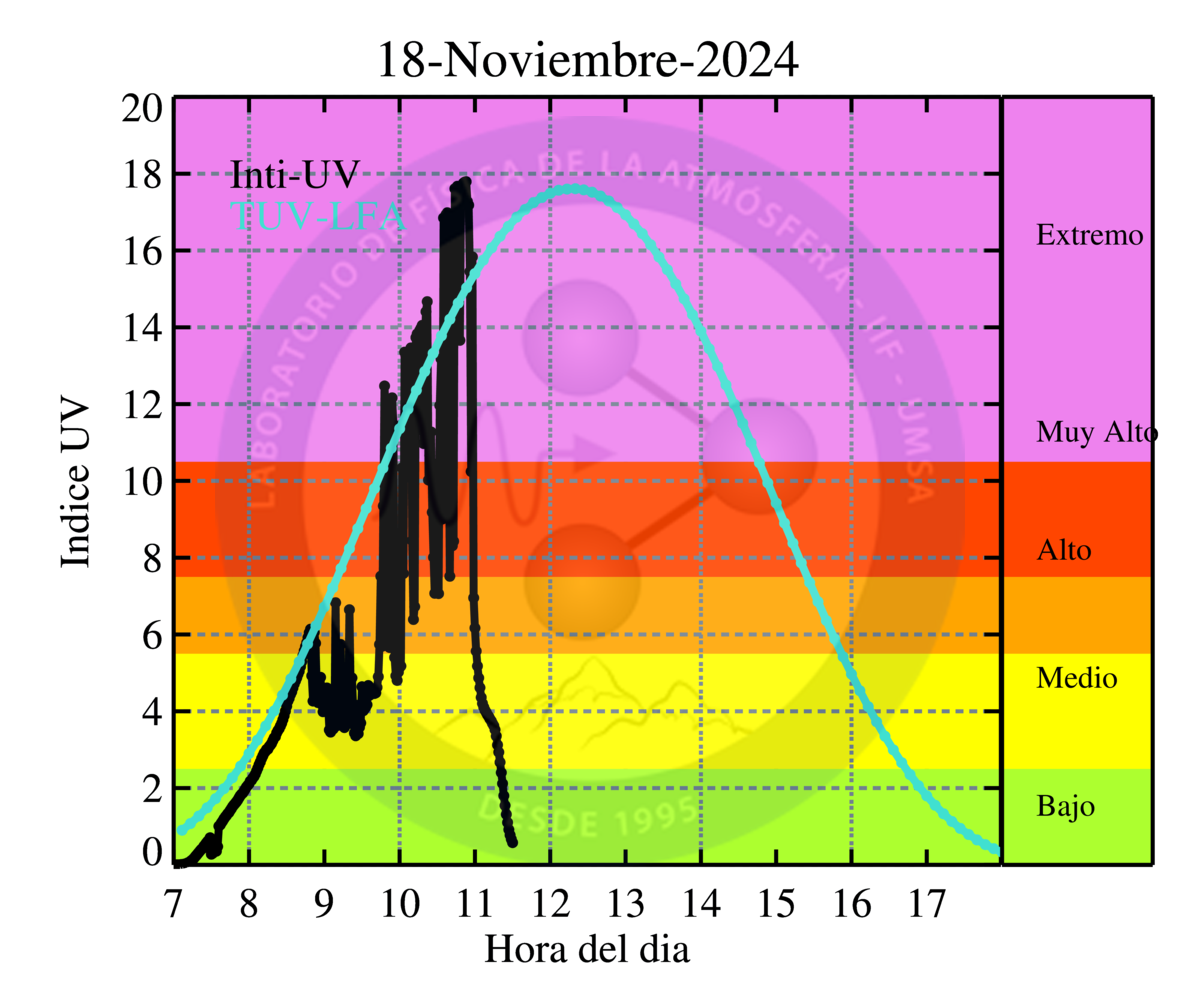 18-Noviembre-2024
Inti-UV
TUV-LFA
LABORATORIO DE FÍSICA DE LA ATMÓSFERA - IIF - UMSA
DESDE 1995
Indice UV
20
18
16
14
12
10
8
6
4
2
0
Extremo
Muy Alto
Alto
Medio
Bajo
7 8 9 10 11 12 13 14 15 16 17
Hora del dia